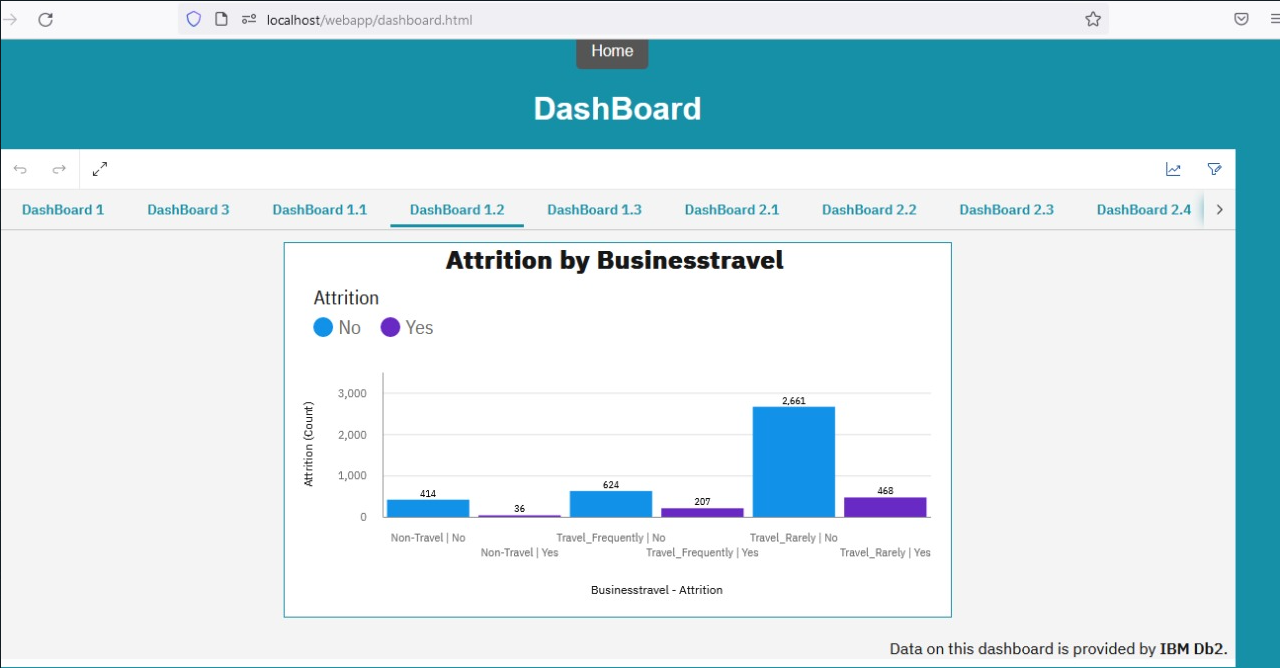 localhost/webapp/dashboard.html
Home
DashBoard
DashBoard 1 DashBoard 3 DashBoard 1.1 DashBoard 1.2 DashBoard 1.3 DashBoard 2.1 DashBoard 2.2 DashBoard 2.3 DashBoard 2.4
Attrition by Businesstravel
Attrition
No Yes
Attrition (Count)
3,000
2,000
1,000
0
414
36
624
207
2,661
468
Non-Travel | No
Non-Travel | Yes
Travel_Frequently | No
Travel_Frequently | Yes
Travel_Rarely | No
Travel_Rarely | Yes
Businesstravel - Attrition
Data on this dashboard is provided by IBM Db2.